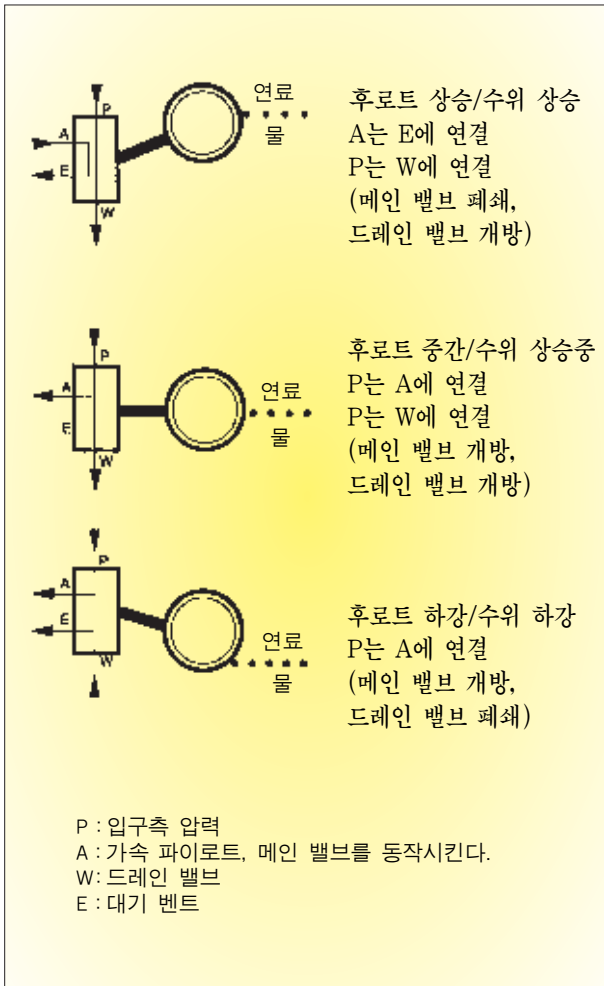 P
A
E
W
연료
물
후로트 상승/수위 상승
A는 E에 연결
P는 W에 연결
(메인 밸브 폐쇄,
드레인 밸브 개방)
P
A
E
W
연료
물
후로트 중간/수위 상승중
P는 A에 연결
P는 W에 연결
(메인 밸브 개방,
드레인 밸브 개방)
P
A
E
W
연료
물
후로트 하강/수위 하강
P는 A에 연결
(메인 밸브 개방,
드레인 밸브 폐쇄)
P : 입구측 압력
A : 가속 파이로트, 메인 밸브를 동작시킨다.
W : 드레인 밸브
E : 대기 벤트